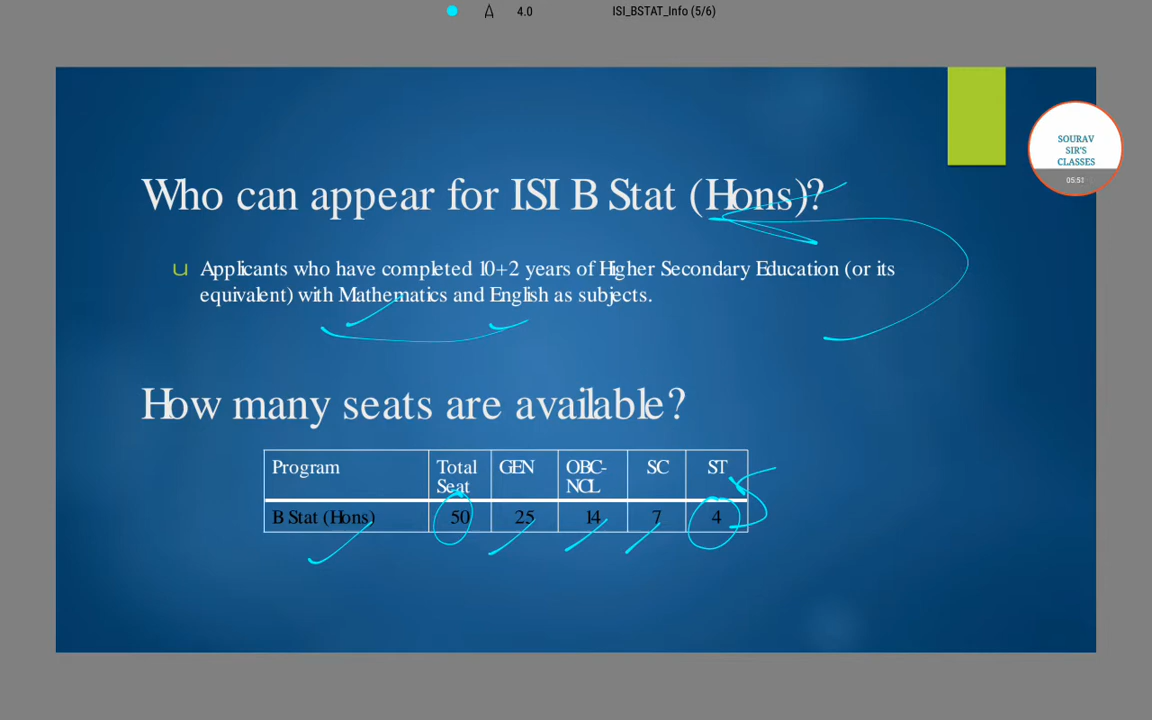 4.0
ISI_BSTAT_Info (5/6)
SOURAV
SIR'S
CLASSES
05:51
Who can appear for ISI B Stat (Hons)?
u Applicants who have completed 10+2 years of Higher Secondary Education (or its
equivalent) with Mathematics and English as subjects.
How many seats are available?
Program Total Seat GEN OBC-NCL SC ST
B Stat (Hons) 50 25 14 7 4